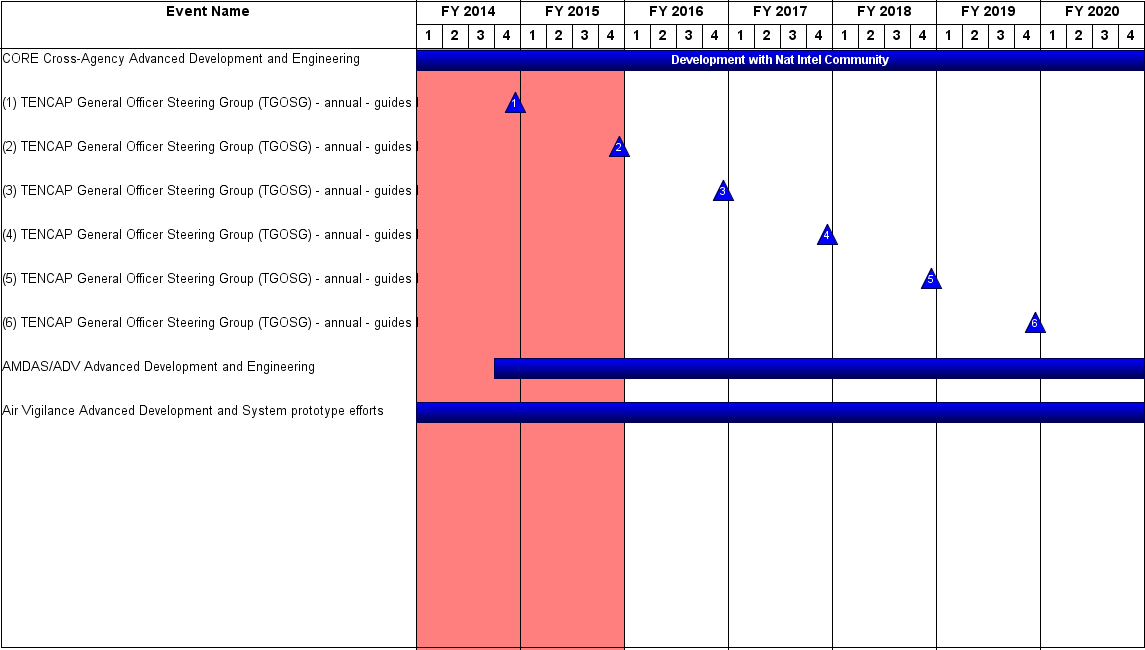 Event Name FY 2014 FY 2015 FY 2016 FY 2017 FY 2018 FY 2019 FY 2020
1 2 3 4 1 2 3 4 1 2 3 4 1 2 3 4 1 2 3 4 1 2 3 4 1 2 3 4
CORE Cross-Agency Advanced Development and Engineering Development with Nat Intel Community
(1) TENCAP General Officer Steering Group (TGOSG) - annual - guides 1
(2) TENCAP General Officer Steering Group (TGOSG) - annual - guides 2
(3) TENCAP General Officer Steering Group (TGOSG) - annual - guides 3
(4) TENCAP General Officer Steering Group (TGOSG) - annual - guides 4
(5) TENCAP General Officer Steering Group (TGOSG) - annual - guides 5
(6) TENCAP General Officer Steering Group (TGOSG) - annual - guides 6
AMDAS/ADV Advanced Development and Engineering
Air Vigilance Advanced Development and System prototype efforts